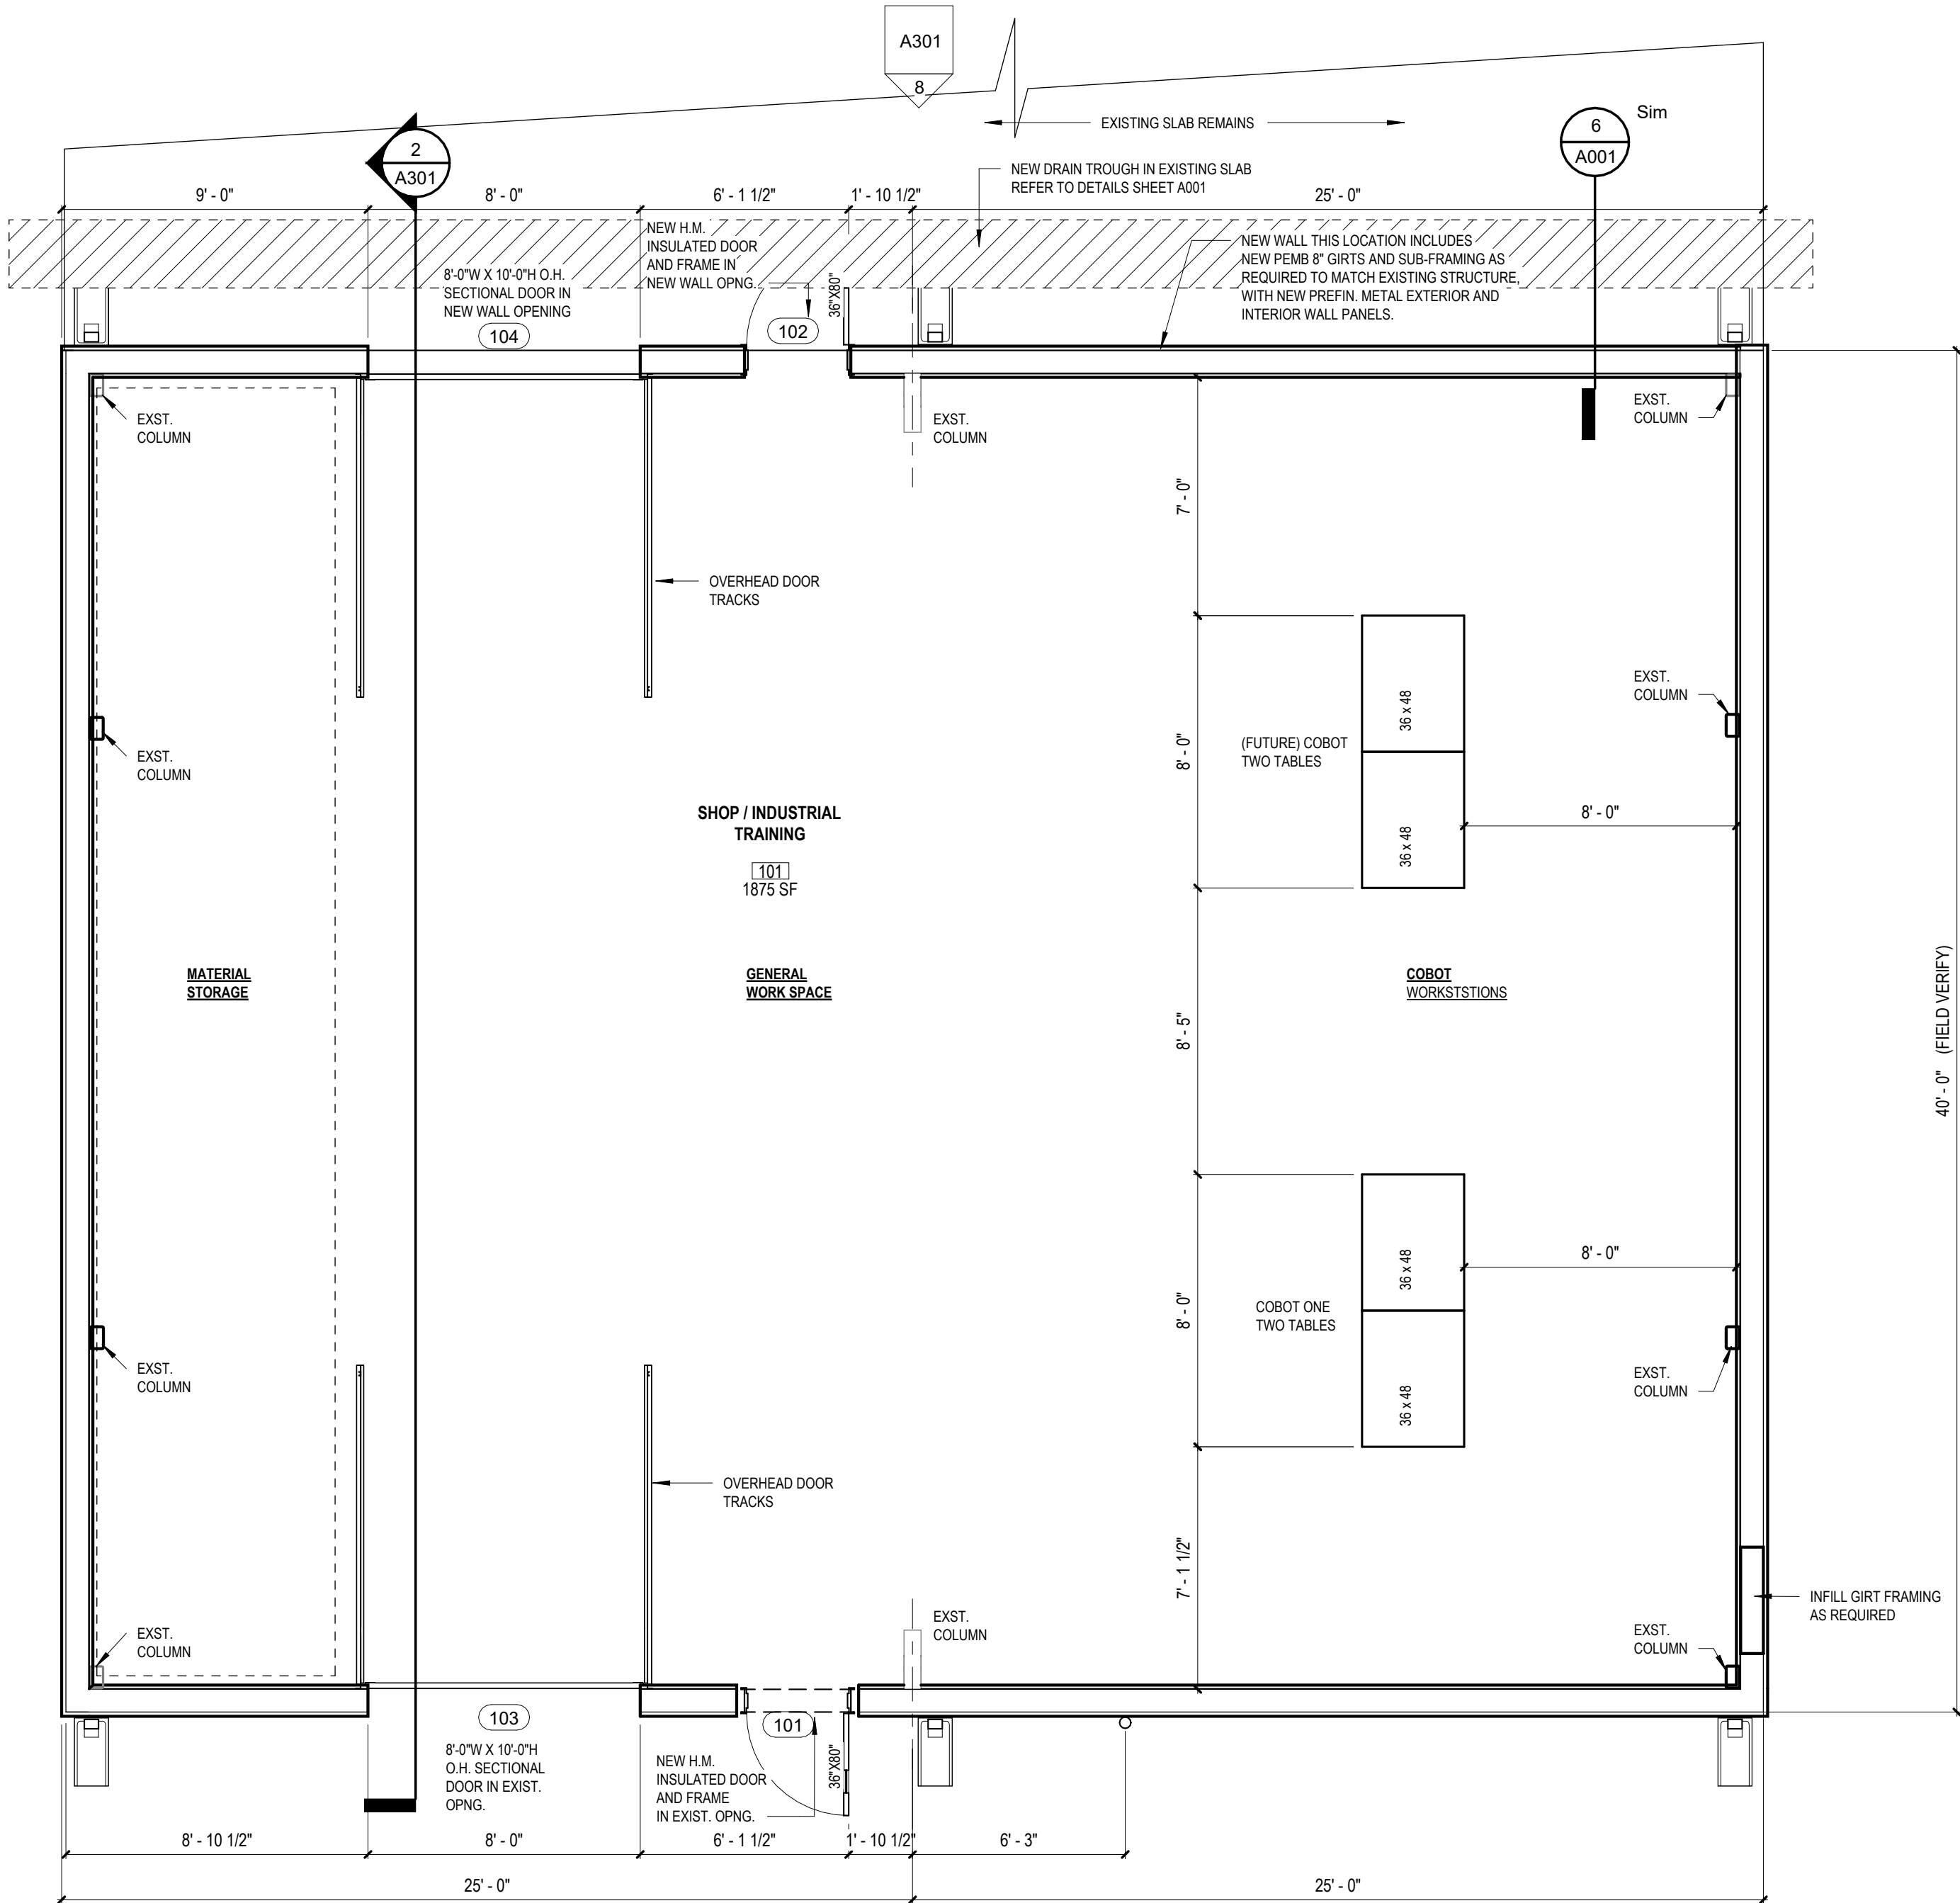 A301
8
2
A301
6
A001
Sim
EXISTING SLAB REMAINS
NEW DRAIN TROUGH IN EXISTING SLAB
REFER TO DETAILS SHEET A001
9' - 0"
8' - 0"
6' - 1 1/2"
1' - 10 1/2"
25' - 0"
NEW H.M.
INSULATED DOOR
AND FRAME IN
NEW WALL OPNG.
8'-0"W X 10'-0"H O.H.
SECTIONAL DOOR IN
NEW WALL OPENING
104
102
36"X80"
NEW WALL THIS LOCATION INCLUDES
NEW PEMB 8" GIRTS AND SUB-FRAMING AS
REQUIRED TO MATCH EXISTING STRUCTURE,
WITH NEW PREFIN. METAL EXTERIOR AND
INTERIOR WALL PANELS.
EXST.
COLUMN
EXST.
COLUMN
EXST.
COLUMN
7' - 0"
OVERHEAD DOOR
TRACKS
EXST.
COLUMN
EXST.
COLUMN
36 x 48
8' - 0"
(FUTURE) COBOT
TWO TABLES
36 x 48
8' - 0"
SHOP / INDUSTRIAL
TRAINING
101
1875 SF
MATERIAL
STORAGE
GENERAL
WORK SPACE
COBOT
WORKSTSTIONS
8' - 5"
40' - 0" (FIELD VERIFY)
36 x 48
8' - 0"
8' - 0"
COBOT ONE
TWO TABLES
36 x 48
EXST.
COLUMN
EXST.
COLUMN
OVERHEAD DOOR
TRACKS
7' - 1 1/2"
INFILL GIRT FRAMING
AS REQUIRED
EXST.
COLUMN
EXST.
COLUMN
EXST.
COLUMN
103
101
8'-0"W X 10'-0"H
O.H. SECTIONAL
DOOR IN EXIST.
OPNG.
NEW H.M.
INSULATED DOOR
AND FRAME
IN EXIST. OPNG.
36"X80"
8' - 10 1/2"
8' - 0"
6' - 1 1/2"
1' - 10 1/2"
6' - 3"
25' - 0"
25' - 0"